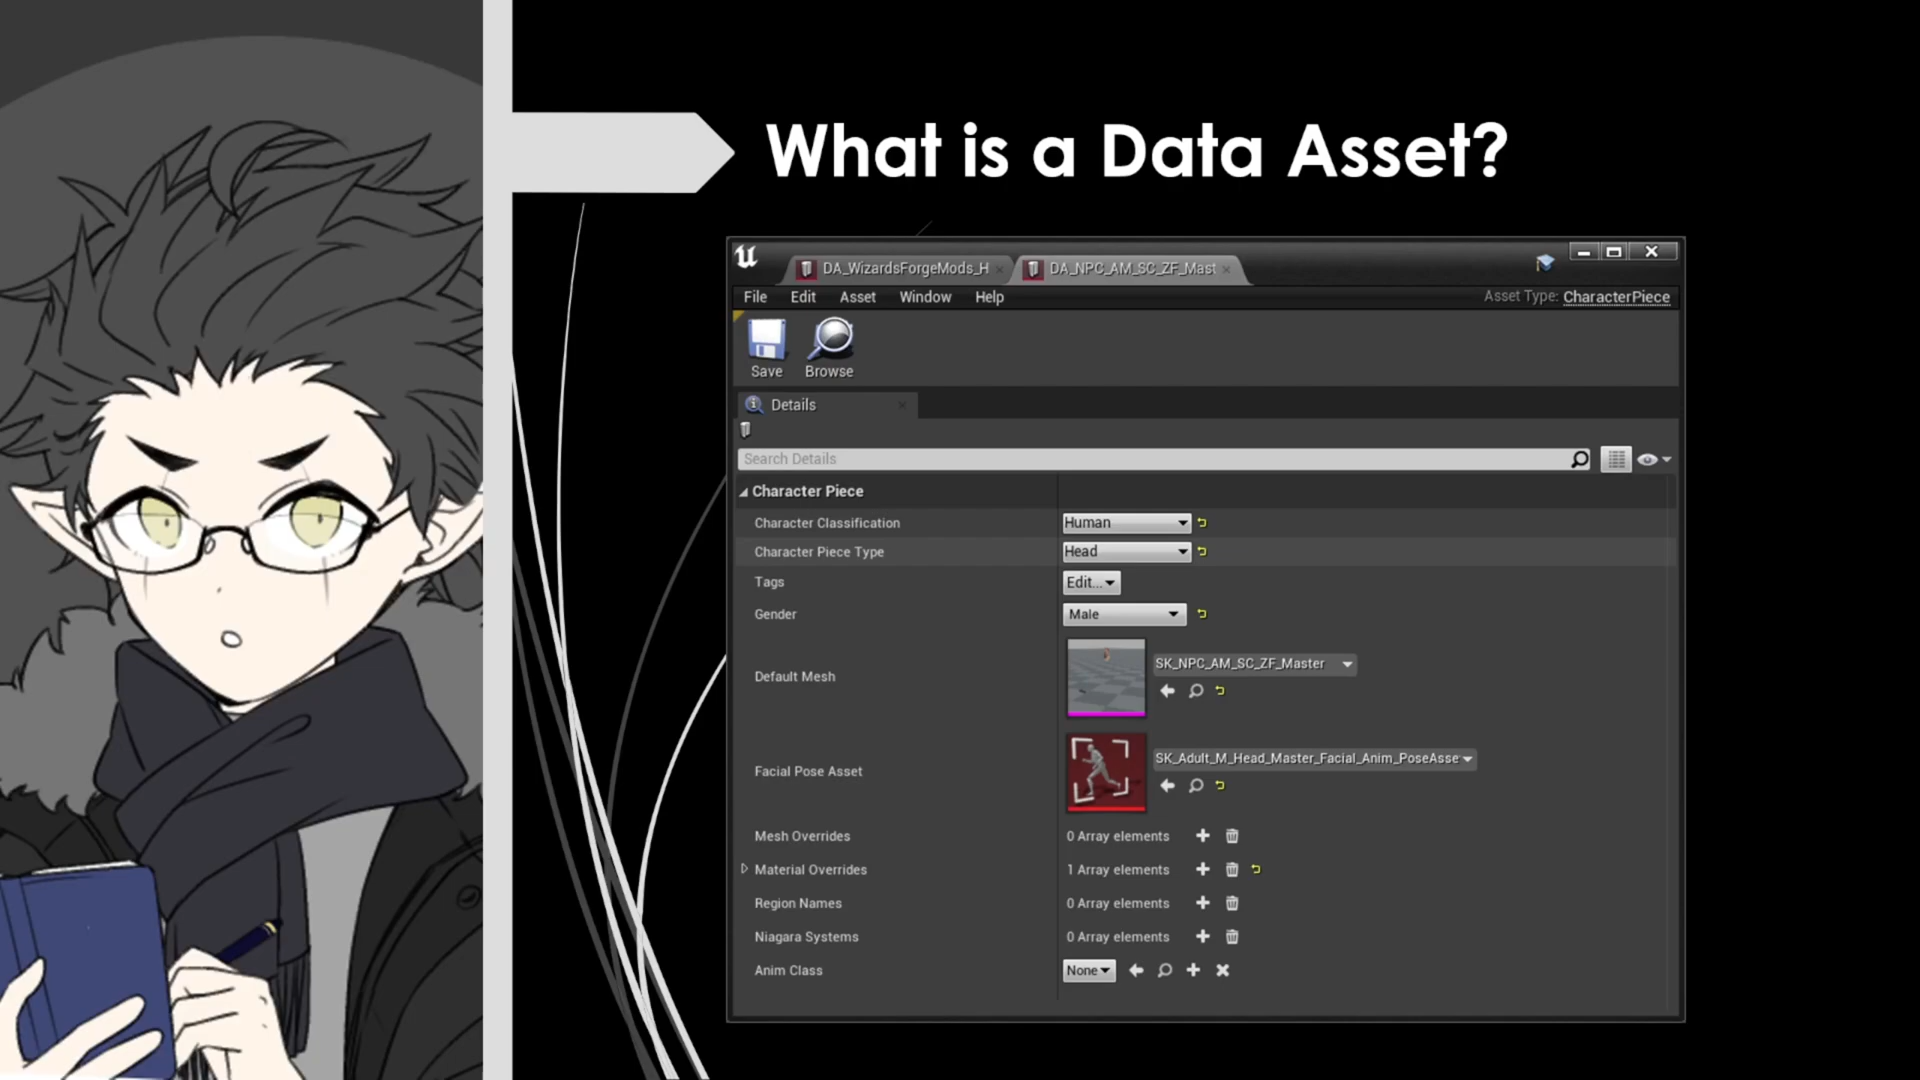 What is a Data Asset?
DA_WizardsForgeMods_H
DA_NPC_AM_SC_ZF_Mast
File Edit Asset Window Help
Asset Type: CharacterPiece
Save Browse
Details
Search Details
Character Piece
Character Classification Human
Character Piece Type Head
Tags Edit...
Gender Male
Default Mesh SK_NPC_AM_SC_ZF_Master
Facial Pose Asset SK_Adult_M_Head_Master_Facial_Anim_PoseAsse
Mesh Overrides 0 Array elements
Material Overrides 1 Array elements
Region Names 0 Array elements
Niagara Systems 0 Array elements
Anim Class None